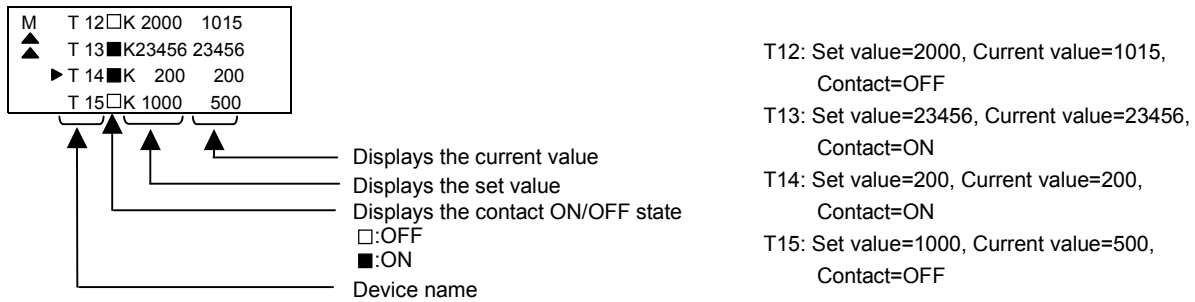 M T 12□K 2000 1015
T 13■K23456 23456
▶T 14■K 200 200
T 15□K 1000 500
Displays the current value
Displays the set value
Displays the contact ON/OFF state
□:OFF
■:ON
Device name
T12: Set value=2000, Current value=1015,
Contact=OFF
T13: Set value=23456, Current value=23456,
Contact=ON
T14: Set value=200, Current value=200,
Contact=ON
T15: Set value=1000, Current value=500,
Contact=OFF